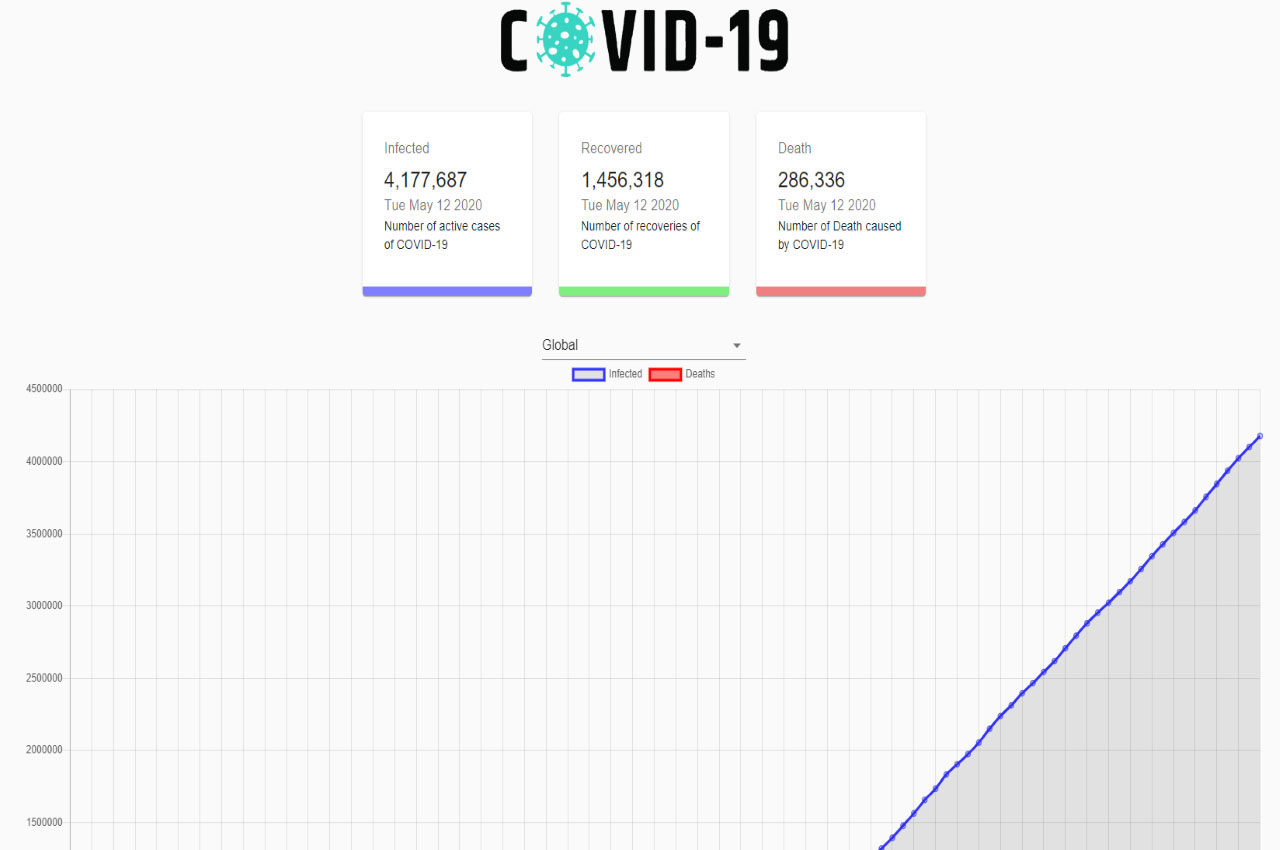 COVID-19
Infected
4,177,687
Tue May 12 2020
Number of active cases
of COVID-19
Recovered
1,456,318
Tue May 12 2020
Number of recoveries of
COVID-19
Death
286,336
Tue May 12 2020
Number of Death caused
by COVID-19
Global
Infected Deaths
4500000
4000000
3500000
3000000
2500000
2000000
1500000